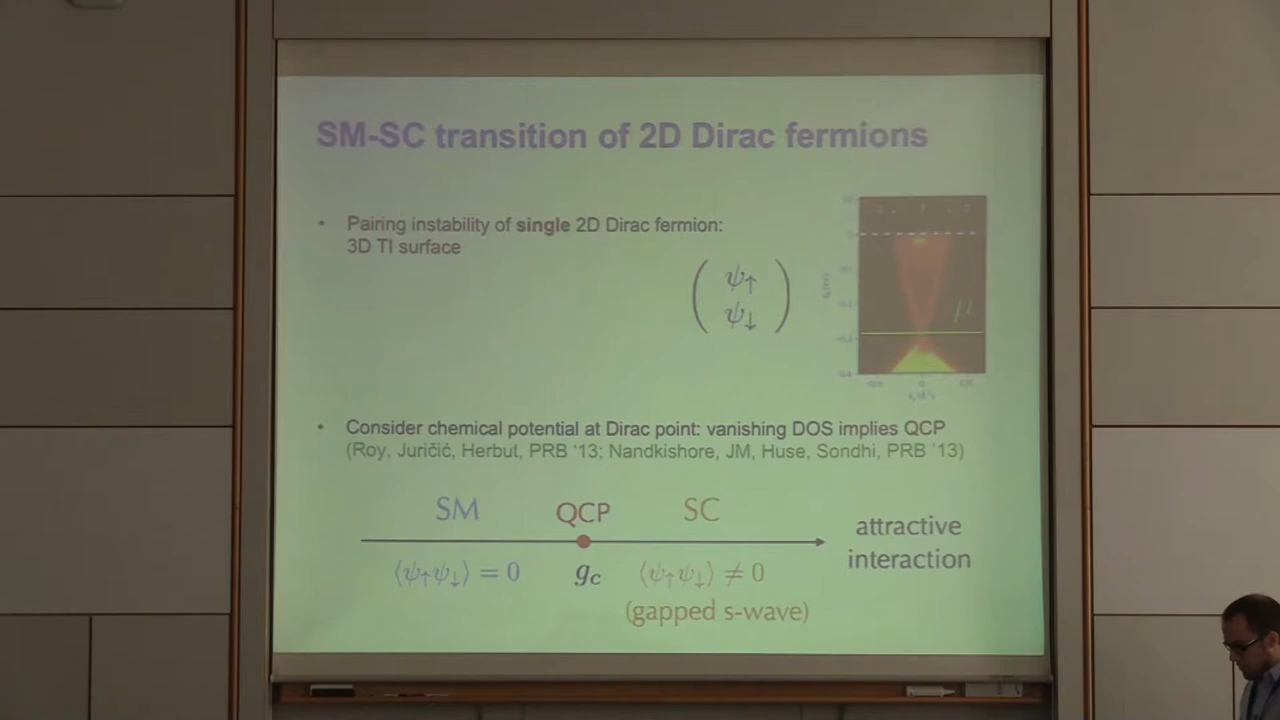 SM-SC transition of 2D Dirac fermions
• Pairing instability of single 2D Dirac fermion:
3D TI surface
ψ↑
ψ↓
μ
• Consider chemical potential at Dirac point: vanishing DOS implies QCP
(Roy, Juričić, Herbut, PRB '13; Nandkishore, JM, Huse, Sondhi, PRB '13)
SM QCP SC
attractive
interaction
⟨ψ↑ψ↓⟩ = 0 g_c ⟨ψ↑ψ↓⟩ ≠ 0
(gapped s-wave)